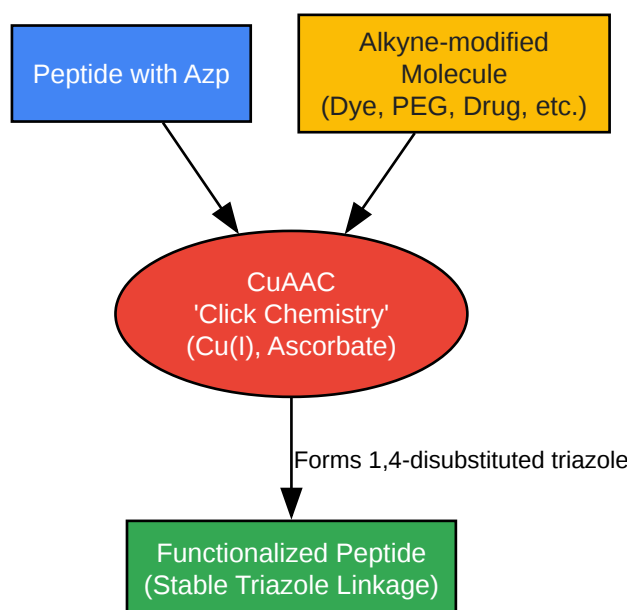 Peptide with Azp
Alkyne-modified
Molecule
(Dye, PEG, Drug, etc.)
CuAAC
'Click Chemistry'
(Cu(I), Ascorbate)
Forms 1,4-disubstituted triazole
Functionalized Peptide
(Stable Triazole Linkage)